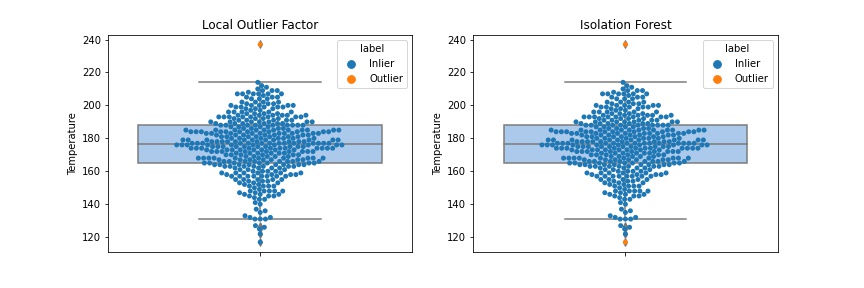 Local Outlier Factor
240
220
200
180
160
140
120
Temperature
label
Inlier
Outlier
Isolation Forest
240
220
200
180
160
140
120
Temperature
label
Inlier
Outlier